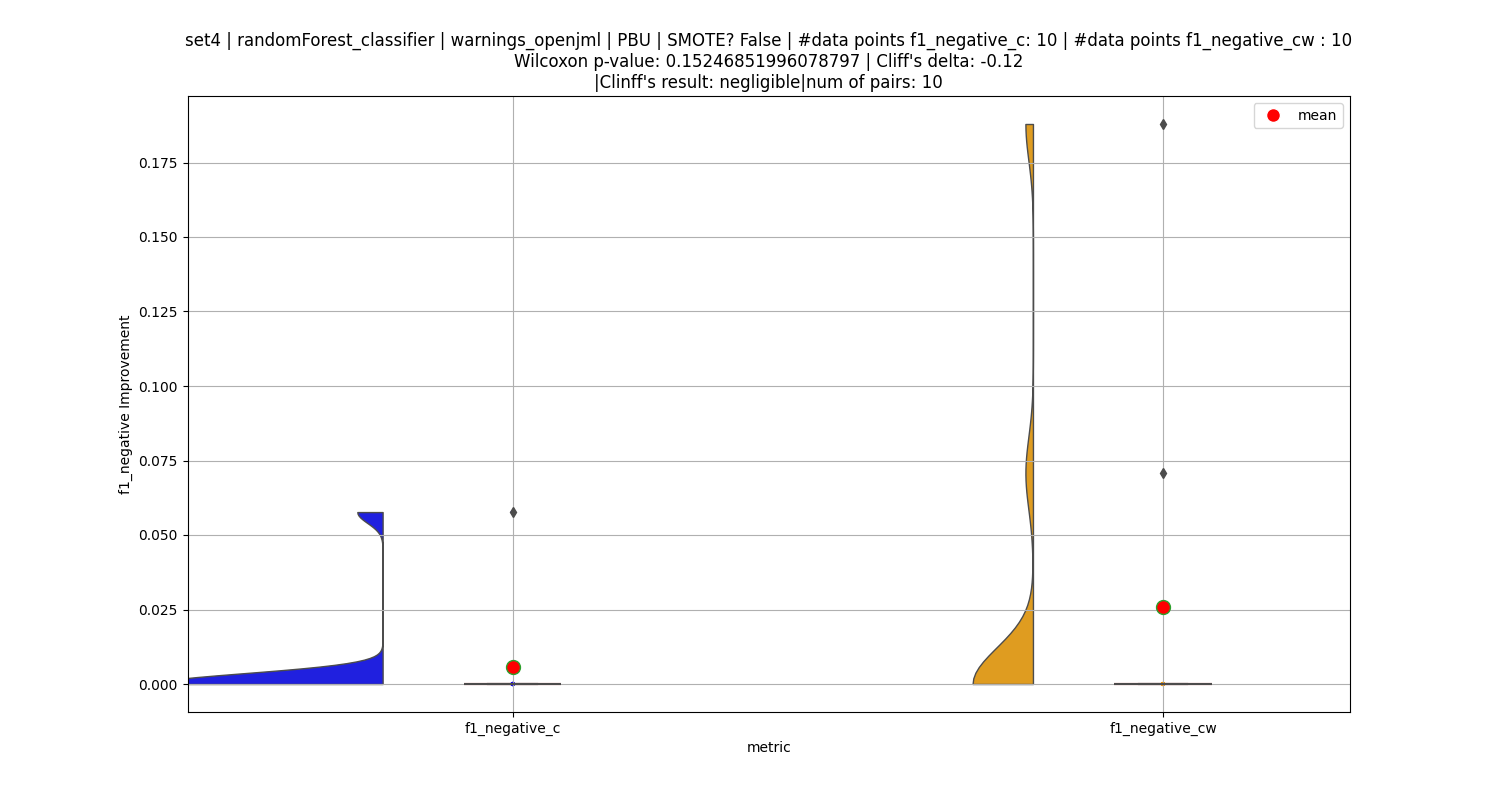 set4 | randomForest_classifier | warnings_openjml | PBU | SMOTE? False | #data points f1_negative_c: 10 | #data points f1_negative_cw : 10
Wilcoxon p-value: 0.15246851996078797 | Cliff's delta: -0.12
|Clinff's result: negligible|num of pairs: 10
mean
0.175
0.150
0.125
0.100
0.075
0.050
0.025
0.000
f1_negative Improvement
f1_negative_c
f1_negative_cw
metric